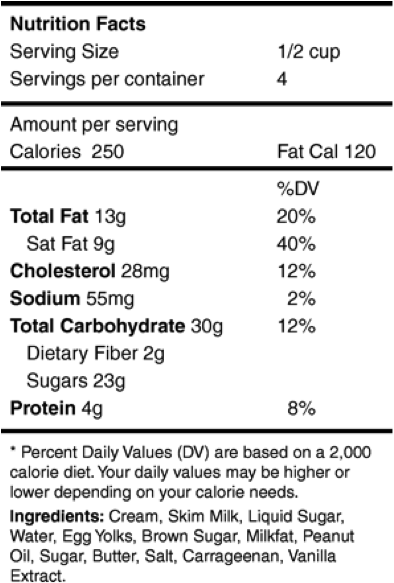 Nutrition Facts
Serving Size 1/2 cup
Servings per container 4
Amount per serving
Calories 250 Fat Cal 120
%DV
Total Fat 13g 20%
Sat Fat 9g 40%
Cholesterol 28mg 12%
Sodium 55mg 2%
Total Carbohydrate 30g 12%
Dietary Fiber 2g
Sugars 23g
Protein 4g 8%
* Percent Daily Values (DV) are based on a 2,000
calorie diet. Your daily values may be higher or
lower depending on your calorie needs.
Ingredients: Cream, Skim Milk, Liquid Sugar,
Water, Egg Yolks, Brown Sugar, Milkfat, Peanut
Oil, Sugar, Butter, Salt, Carrageenan, Vanilla
Extract.